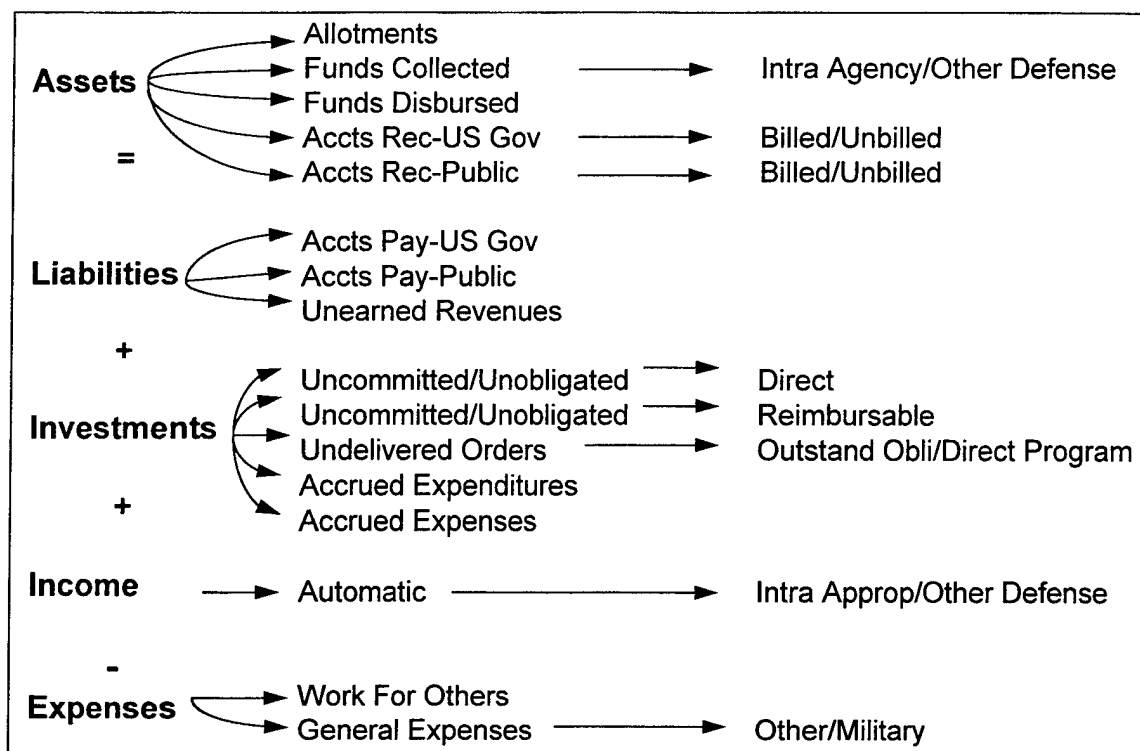 Allotments
Assets
Funds Collected
Intra Agency/Other Defense
Funds Disbursed
Accts Rec-US Gov
Billed/Unbilled
=
Accts Rec-Public
Billed/Unbilled
Accts Pay-US Gov
Liabilities
Accts Pay-Public
Unearned Revenues
+
Uncommitted/Unobligated
Direct
Uncommitted/Unobligated
Reimbursable
Investments
Undelivered Orders
Outstand Obli/Direct Program
Accrued Expenditures
+
Accrued Expenses
Income
Automatic
Intra Approp/Other Defense
-
Work For Others
Expenses
General Expenses
Other/Military